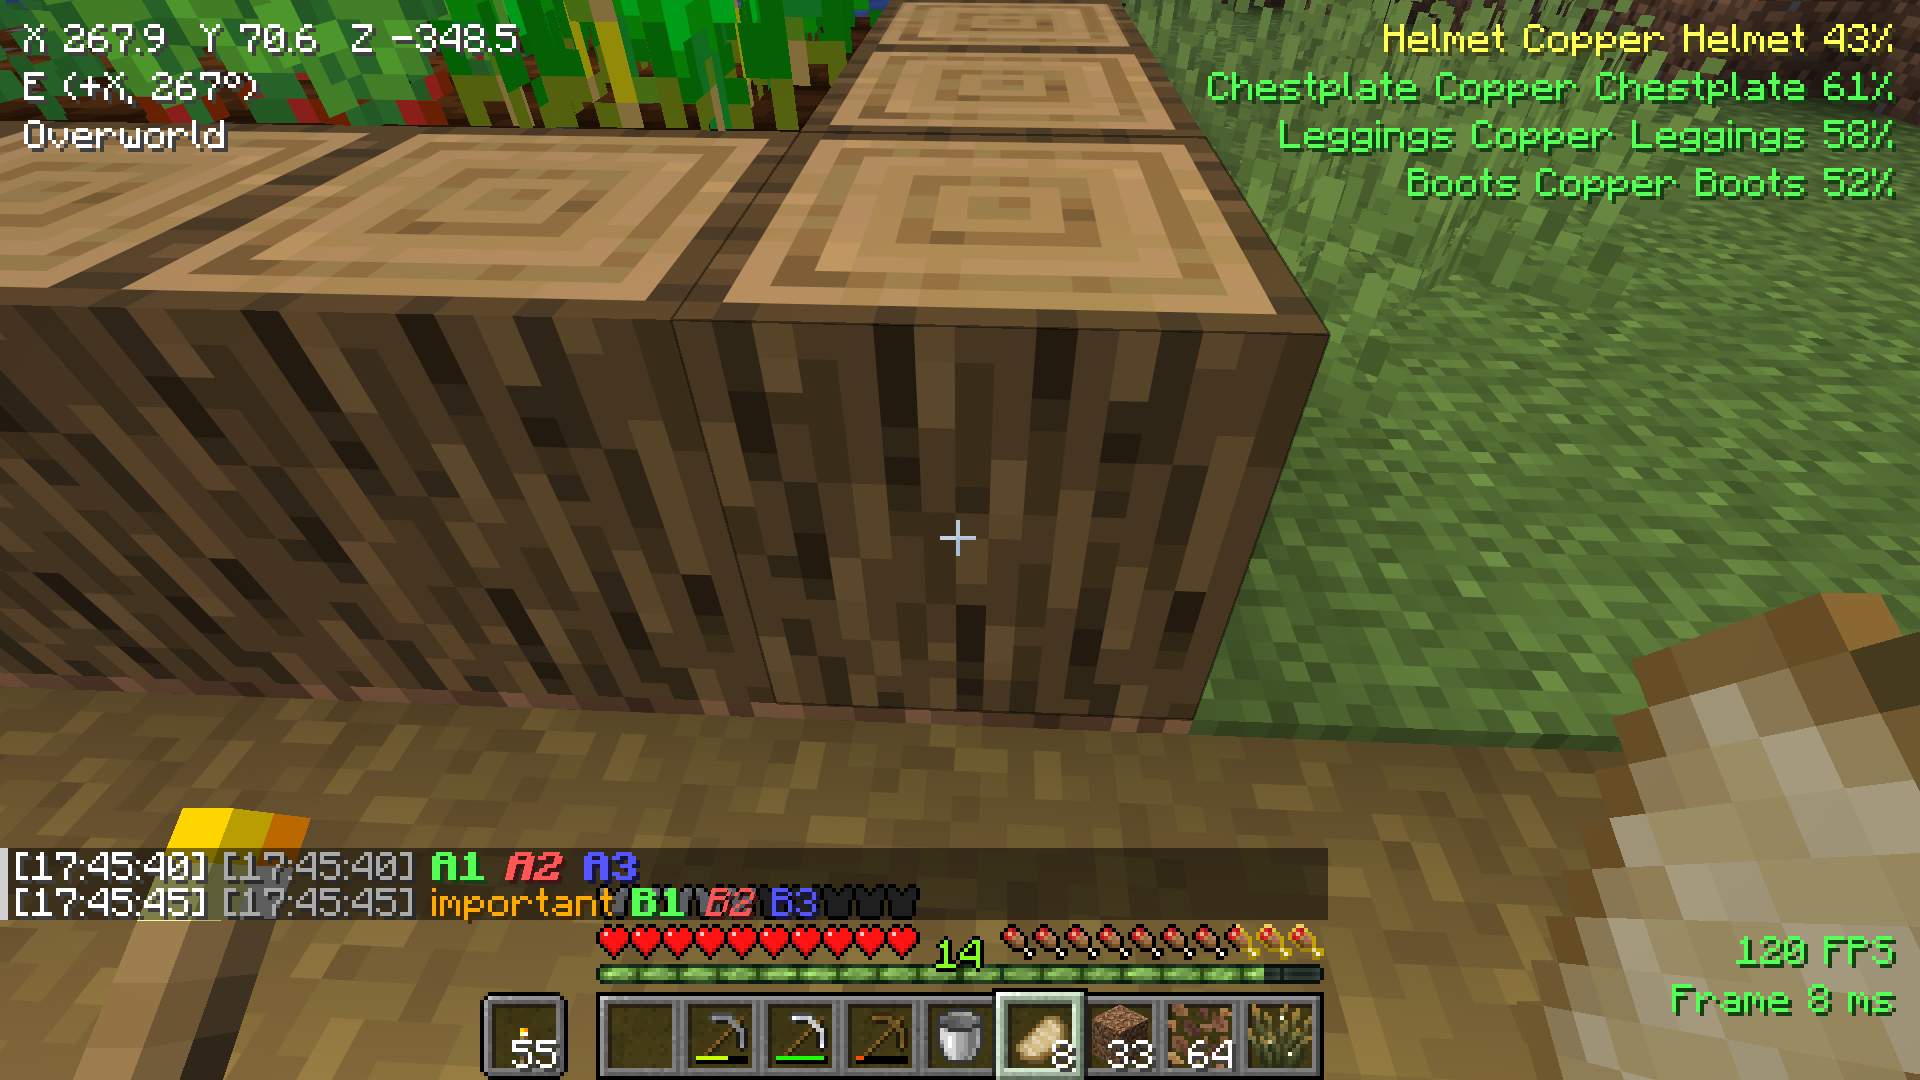 X 267.9 Y 70.6 Z -348.5
E (+X, 267º)
Overworld
Helmet Copper Helmet 43%
Chestplate Copper Chestplate 61%
Leggings Copper Leggings 58%
Boots Copper Boots 52%
[17:45:40] [17:45:40] A1 A2 A3
[17:45:45] [17:45:45] important B1 B2 B3
14
120 FPS
Frame 8 ms
55 8 33 64